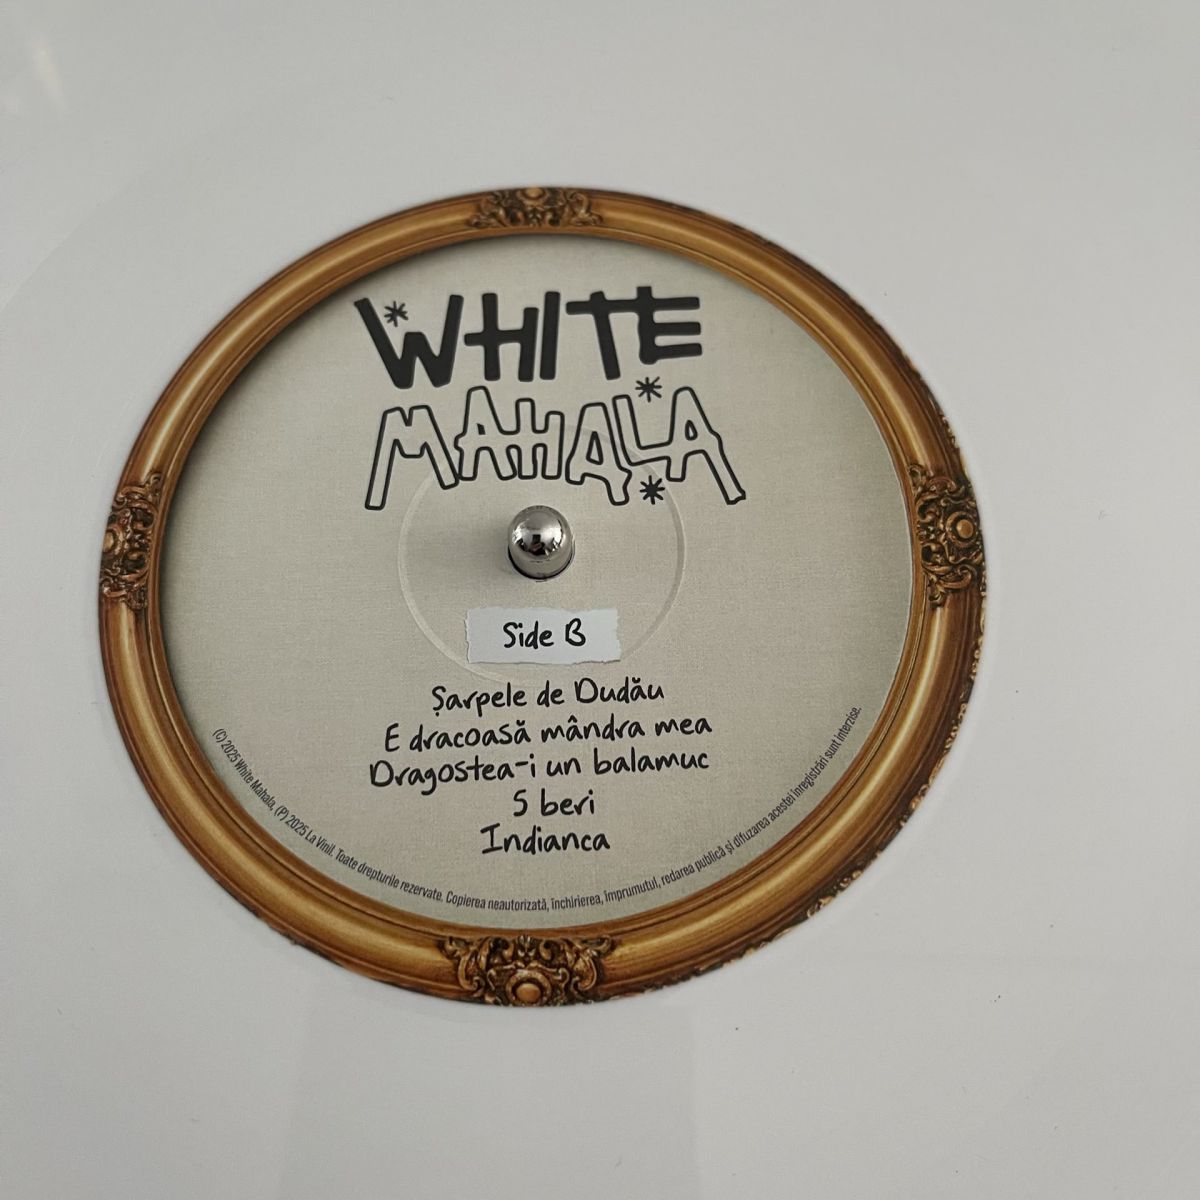 WHITE
MAHALA
Side B
Șarpele de Dudău
E dracoasă mândra mea
Dragostea-i un balamuc
5 beri
Indianca
(C) 2025 White Mahala, (P) 2025 La Vinil. Toate drepturile rezervate. Copierea neautorizată, închirierea, împrumutul, redarea publică și difuzarea acestei înregistrări sunt interzise.